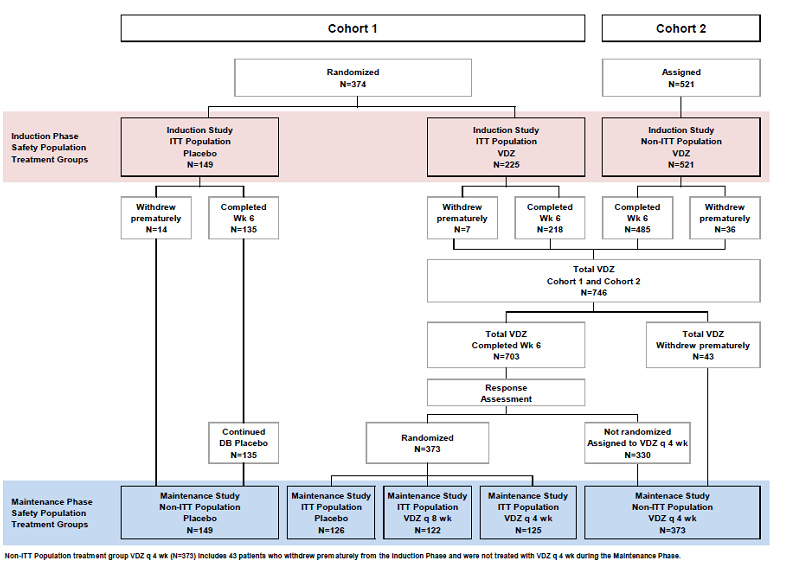 Cohort 1
Cohort 2
Randomized
N=374
Assigned
N=521
Induction Phase
Safety Population
Treatment Groups
Induction Study
ITT Population
Placebo
N=149
Induction Study
ITT Population
VDZ
N=225
Induction Study
Non-ITT Population
VDZ
N=521
Withdrew
prematurely
N=14
Completed
Wk 6
N=135
Withdrew
prematurely
N=7
Completed
Wk 6
N=218
Completed
Wk 6
N=485
Withdrew
prematurely
N=36
Total VDZ
Cohort 1 and Cohort 2
N=746
Total VDZ
Completed Wk 6
N=703
Total VDZ
Withdrew prematurely
N=43
Response
Assessment
Continued
DB Placebo
N=135
Randomized
N=373
Not randomized
Assigned to VDZ q 4 wk
N=330
Maintenance Phase
Safety Population
Treatment Groups
Maintenance Study
Non-ITT Population
Placebo
N=149
Maintenance Study
ITT Population
Placebo
N=126
Maintenance Study
ITT Population
VDZ q 8 wk
N=122
Maintenance Study
ITT Population
VDZ q 4 wk
N=125
Maintenance Study
Non-ITT Population
VDZ q 4 wk
N=373
Non-ITT Population treatment group VDZ q 4 wk (N=373) includes 43 patients who withdrew prematurely from the Induction Phase and were not treated with VDZ q 4 wk during the Maintenance Phase.